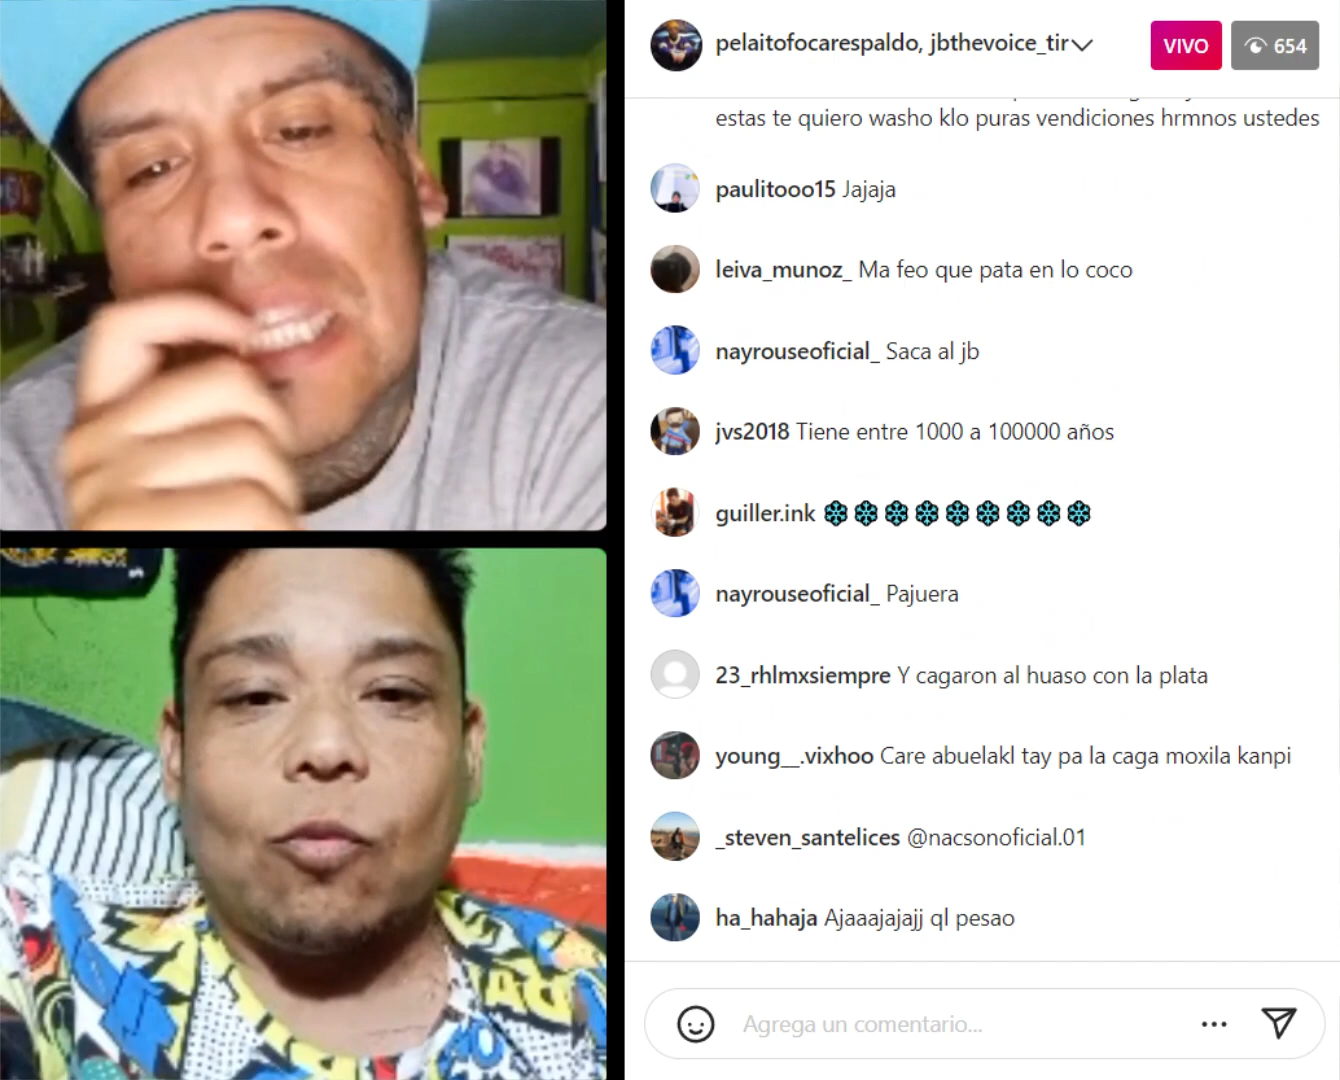 pelaitofocarespaldo, jbthevoice_tir
VIVO
654
estas te quiero washo klo puras vendiciones hrmnos ustedes
paulitooo15 Jajaja
leiva_munoz_ Ma feo que pata en lo coco
nayrouseoficial_ Saca al jb
jvs2018 Tiene entre 1000 a 100000 años
guiller.ink ❄❄❄❄❄❄❄❄❄
nayrouseoficial_ Pajuera
23_rhlmxsiempre Y cagaron al huaso con la plata
young__.vixhoo Care abuelakl tay pa la caga moxila kanpi
_steven_santelices @nacsonoficial.01
ha_hahaja Ajaaajajajj ql pesao
Agrega un comentario...